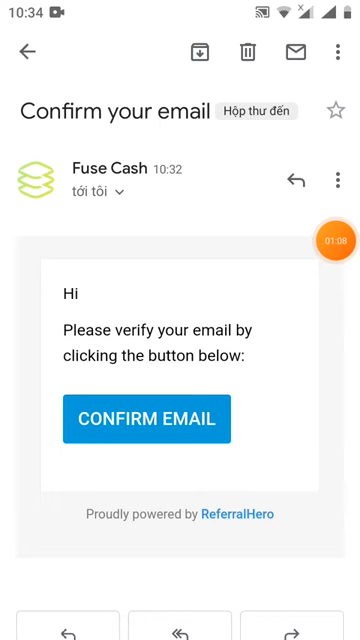 10:34
Confirm your email Hộp thư đến
Fuse Cash 10:32
tới tôi
01:08
Hi
Please verify your email by
clicking the button below:
CONFIRM EMAIL
Proudly powered by ReferralHero